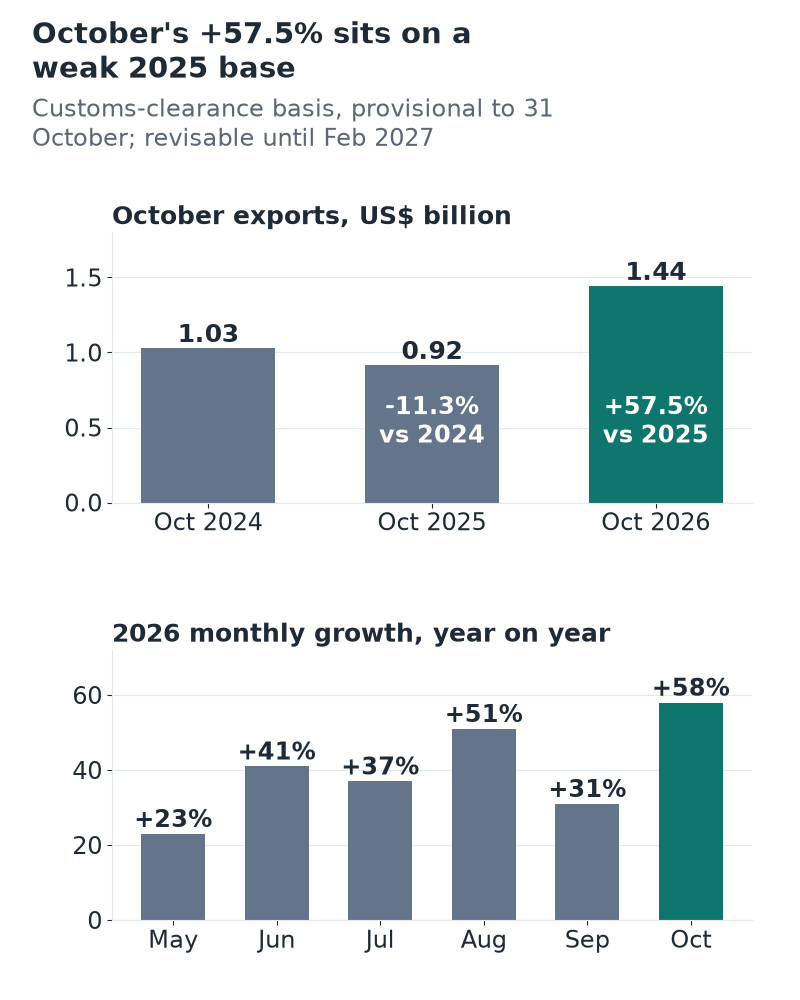 October's +57.5% sits on a
weak 2025 base
Customs-clearance basis, provisional to 31
October; revisable until Feb 2027
October exports, US$ billion
1.5
1.0
0.5
0.0
1.03
0.92
1.44
-11.3%
vs 2024
+57.5%
vs 2025
Oct 2024
Oct 2025
Oct 2026
2026 monthly growth, year on year
60
40
20
0
+23%
+41%
+37%
+51%
+31%
+58%
May
Jun
Jul
Aug
Sep
Oct